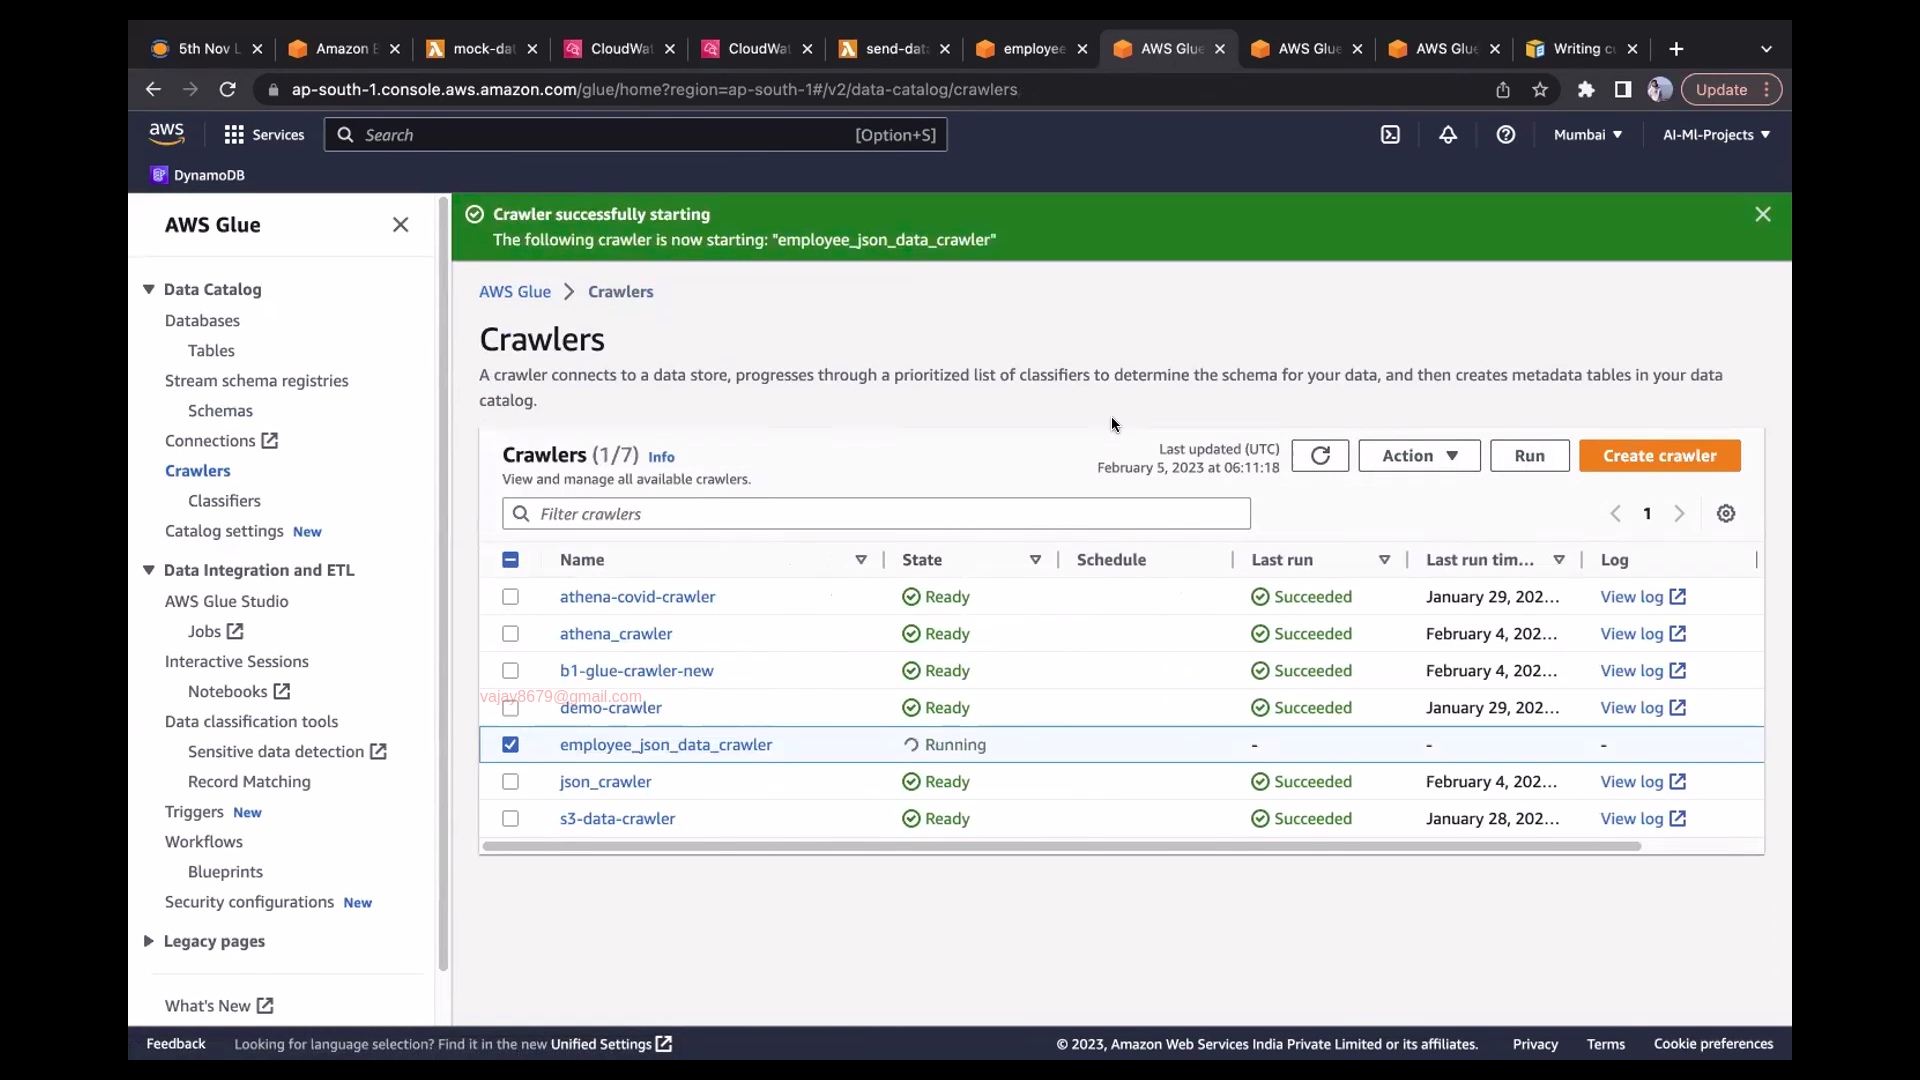 5th Nov L
Amazon E
mock-dat
CloudWat
CloudWat
send-data
employee
AWS Glue
AWS Glue
AWS Glue
Writing cu
ap-south-1.console.aws.amazon.com/glue/home?region=ap-south-1#/v2/data-catalog/crawlers
Update
aws
Services
Search
[Option+S]
Mumbai
AI-Ml-Projects
DynamoDB
AWS Glue
Data Catalog
Databases
Tables
Stream schema registries
Schemas
Connections
Crawlers
Classifiers
Catalog settings New
Data Integration and ETL
AWS Glue Studio
Jobs
Interactive Sessions
Notebooks
Data classification tools
Sensitive data detection
Record Matching
Triggers New
Workflows
Blueprints
Security configurations New
Legacy pages
What's New
Crawler successfully starting
The following crawler is now starting: "employee_json_data_crawler"
AWS Glue > Crawlers
Crawlers
A crawler connects to a data store, progresses through a prioritized list of classifiers to determine the schema for your data, and then creates metadata tables in your data
catalog.
Crawlers (1/7) Info
View and manage all available crawlers.
Last updated (UTC)
February 5, 2023 at 06:11:18
Action
Run
Create crawler
Filter crawlers
1
Name State Schedule Last run Last run tim... Log
athena-covid-crawler Ready Succeeded January 29, 202... View log
athena_crawler Ready Succeeded February 4, 202... View log
b1-glue-crawler-new Ready Succeeded February 4, 202... View log
vajay8679@gmail.com
demo-crawler Ready Succeeded January 29, 202... View log
employee_json_data_crawler Running - - -
json_crawler Ready Succeeded February 4, 202... View log
s3-data-crawler Ready Succeeded January 28, 202... View log
Feedback
Looking for language selection? Find it in the new Unified Settings
© 2023, Amazon Web Services India Private Limited or its affiliates.
Privacy
Terms
Cookie preferences